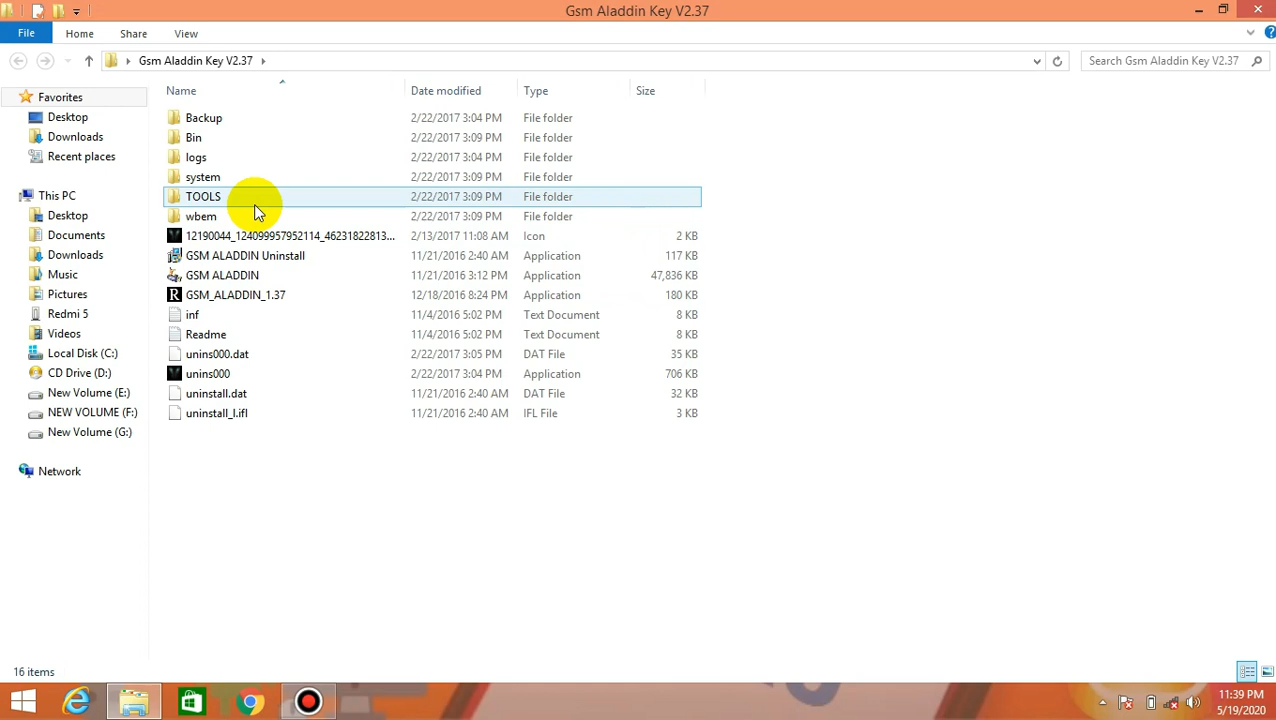 Gsm Aladdin Key V2.37
File Home Share View
Gsm Aladdin Key V2.37
Search Gsm Aladdin Key V2.37
Name Date modified Type Size
Favorites
Desktop
Downloads
Recent places
This PC
Desktop
Documents
Downloads
Music
Pictures
Redmi 5
Videos
Local Disk (C:)
CD Drive (D:)
New Volume (E:)
NEW VOLUME (F:)
New Volume (G:)
Network
Backup 2/22/2017 3:04 PM File folder
Bin 2/22/2017 3:09 PM File folder
logs 2/22/2017 3:04 PM File folder
system 2/22/2017 3:09 PM File folder
TOOLS 2/22/2017 3:09 PM File folder
wbem 2/22/2017 3:09 PM File folder
12190044_124099957952114_46231822813... 2/13/2017 11:08 AM Icon 2 KB
GSM ALADDIN Uninstall 11/21/2016 2:40 AM Application 117 KB
GSM ALADDIN 11/21/2016 3:12 PM Application 47,836 KB
GSM_ALADDIN_1.37 12/18/2016 8:24 PM Application 180 KB
inf 11/4/2016 5:02 PM Text Document 8 KB
Readme 11/4/2016 5:02 PM Text Document 8 KB
unins000.dat 2/22/2017 3:05 PM DAT File 35 KB
unins000 2/22/2017 3:04 PM Application 706 KB
uninstall.dat 11/21/2016 2:40 AM DAT File 32 KB
uninstall_l.ifl 11/21/2016 2:40 AM IFL File 3 KB
16 items
11:39 PM
5/19/2020